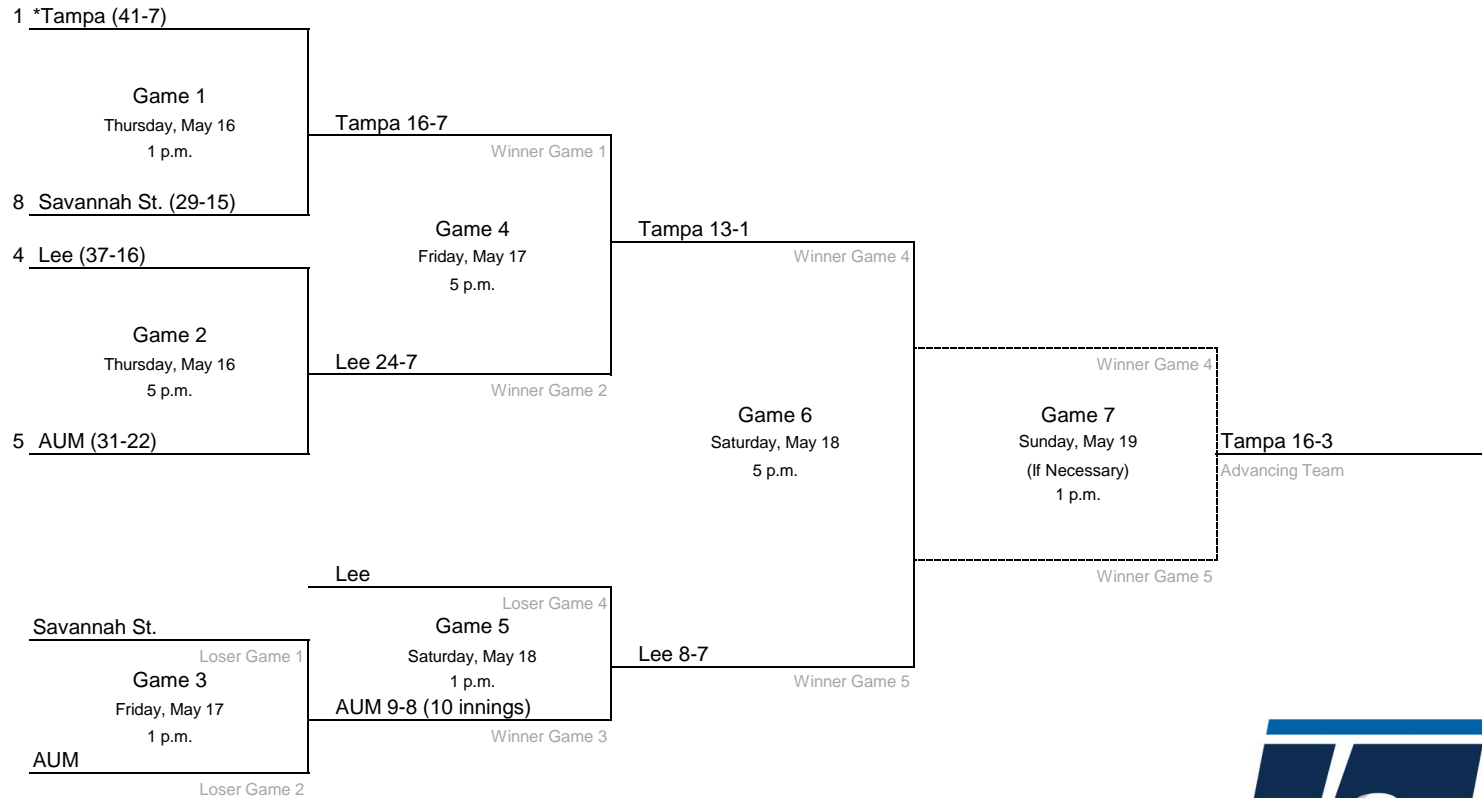 1 *Tampa (41-7)
Game 1
Thursday, May 16
1 p.m.
8 Savannah St. (29-15)
Tampa 16-7
Winner Game 1
4 Lee (37-16)
Game 2
Thursday, May 16
5 p.m.
5 AUM (31-22)
Lee 24-7
Winner Game 2
Game 4
Friday, May 17
5 p.m.
Tampa 13-1
Winner Game 4
Savannah St.
Loser Game 1
Game 3
Friday, May 17
1 p.m.
AUM
Loser Game 2
Lee
Loser Game 4
Game 5
Saturday, May 18
1 p.m.
AUM 9-8 (10 innings)
Winner Game 3
Lee 8-7
Winner Game 5
Game 6
Saturday, May 18
5 p.m.
Winner Game 4
Game 7
Sunday, May 19
(If Necessary)
1 p.m.
Winner Game 5
Tampa 16-3
Advancing Team